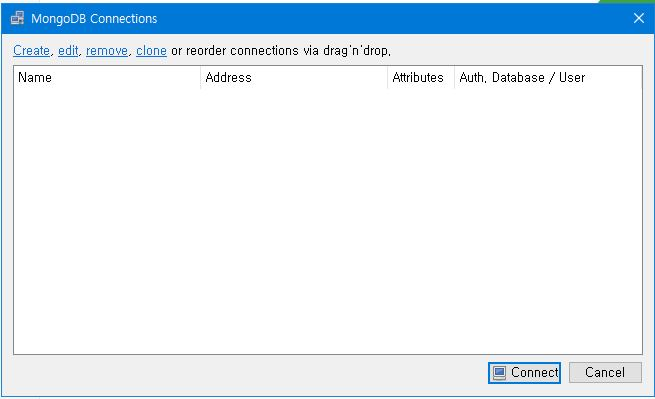 MongoDB Connections
Create, edit, remove, clone or reorder connections via drag'n'drop.
Name Address Attributes Auth. Database / User
Connect Cancel